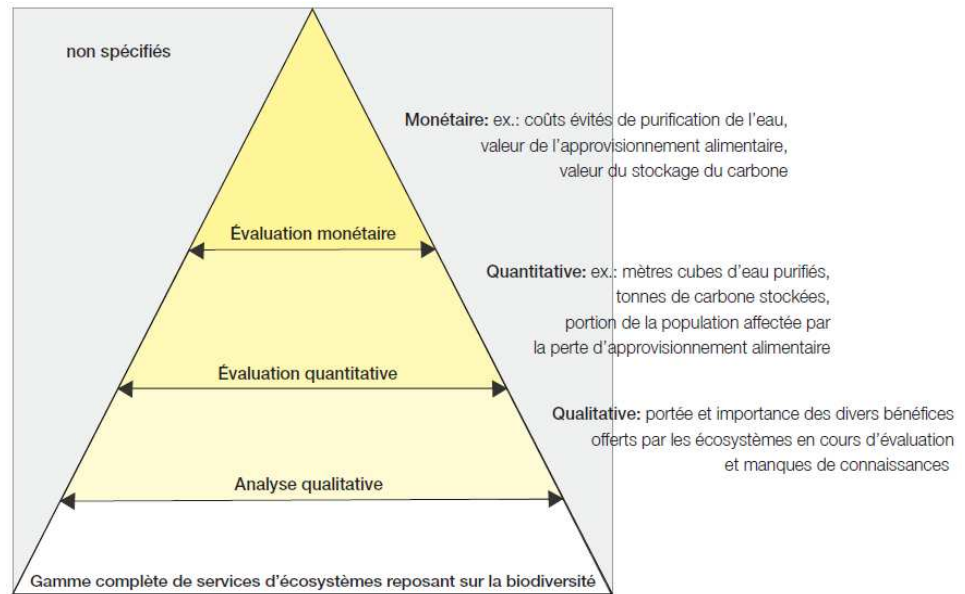 non spécifiés
Monétaire: ex.: coûts évités de purification de l'eau,
valeur de l'approvisionnement alimentaire,
valeur du stockage du carbone
Évaluation monétaire
Quantitative: ex.: mètres cubes d'eau purifiés,
tonnes de carbone stockées,
portion de la population affectée par
la perte d'approvisionnement alimentaire
Évaluation quantitative
Qualitative: portée et importance des divers bénéfices
offerts par les écosystèmes en cours d'évaluation
et manques de connaissances
Analyse qualitative
Gamme complète de services d'écosystèmes reposant sur la biodiversité